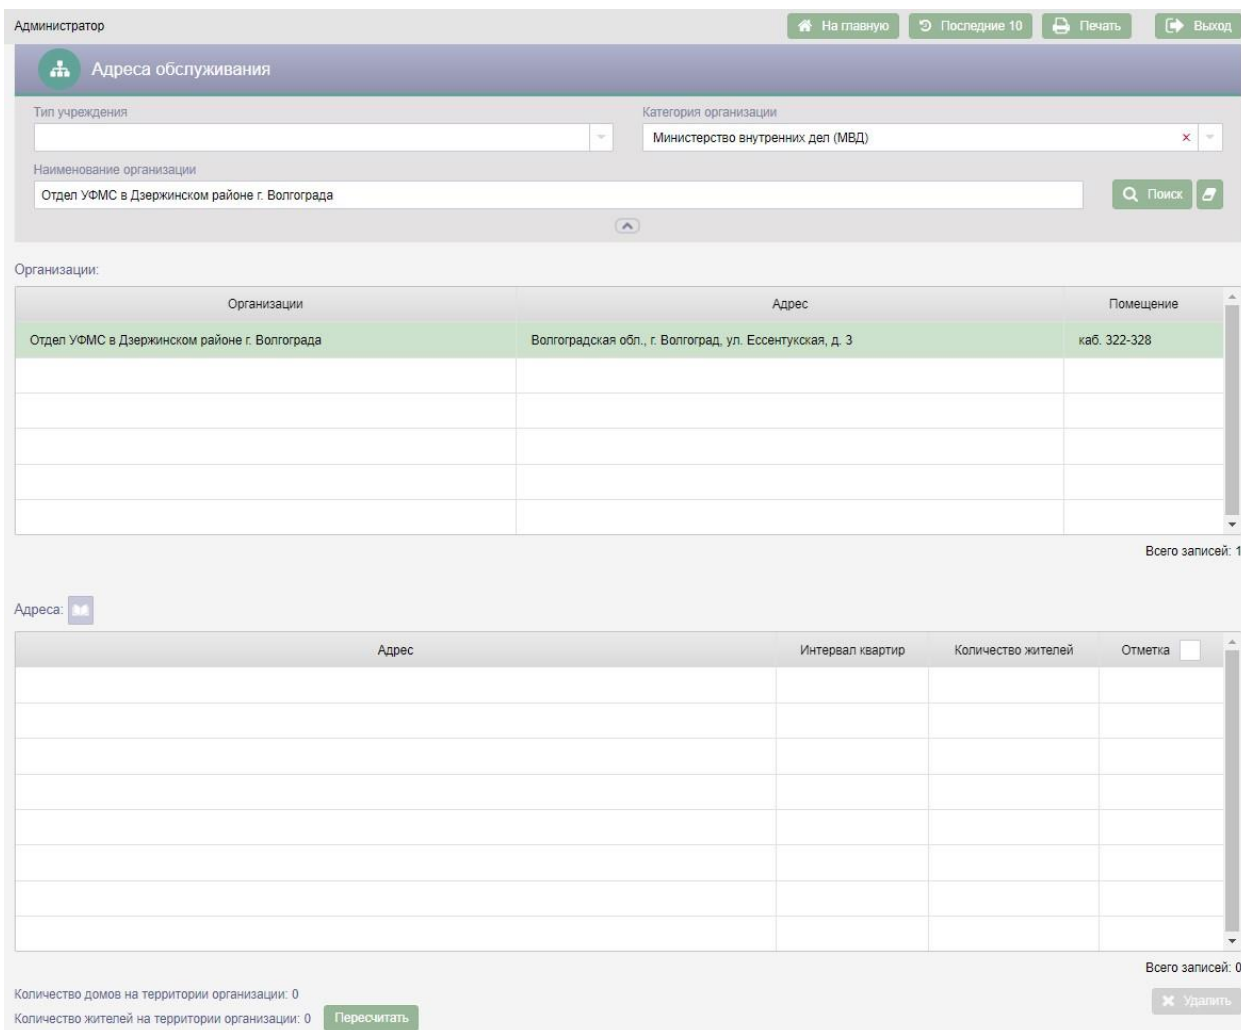 Администратор На главную Последние 10 Печать Выход
Адреса обслуживания
Тип учреждения Категория организации
Министерство внутренних дел (МВД)
Наименование организации
Отдел УФМС в Дзержинском районе г. Волгограда Поиск
Организации:
Организации Адрес Помещение
Отдел УФМС в Дзержинском районе г. Волгограда Волгоградская обл., г. Волгоград, ул. Ессентукская, д. 3 каб. 322-328
Всего записей: 1
Адреса:
Адрес Интервал квартир Количество жителей Отметка
Всего записей: 0
Количество домов на территории организации: 0
Удалить
Количество жителей на территории организации: 0 Пересчитать